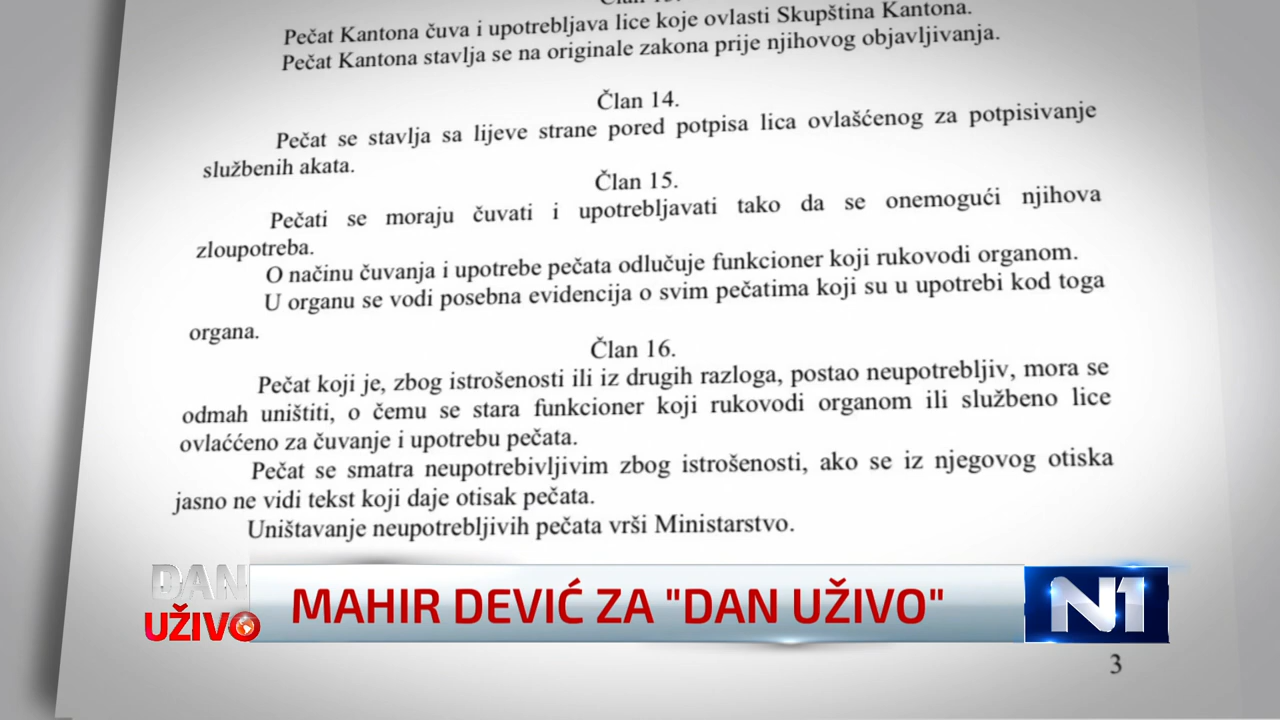 Pečat Kantona čuva i upotrebljava lice koje ovlasti Skupština Kantona.
Pečat Kantona stavlja se na originale zakona prije njihovog objavljivanja.
Član 14.
Pečat se stavlja sa lijeve strane pored potpisa lica ovlašćenog za potpisivanje
službenih akata.
Član 15.
Pečati se moraju čuvati i upotrebljavati tako da se onemogući njihova
zloupotreba.
O načinu čuvanja i upotrebe pečata odlučuje funkcioner koji rukovodi organom.
U organu se vodi posebna evidencija o svim pečatima koji su u upotrebi kod toga
organa.
Član 16.
Pečat koji je, zbog istrošenosti ili iz drugih razloga, postao neupotrebljiv, mora se
odmah uništiti, o čemu se stara funkcioner koji rukovodi organom ili službeno lice
ovlaććeno za čuvanje i upotrebu pečata.
Pečat se smatra neupotrebivljivim zbog istrošenosti, ako se iz njegovog otiska
jasno ne vidi tekst koji daje otisak pečata.
Uništavanje neupotrebljivih pečata vrši Ministarstvo.
DAN
UŽIVO
MAHIR DEVIĆ ZA "DAN UŽIVO"
N1
3